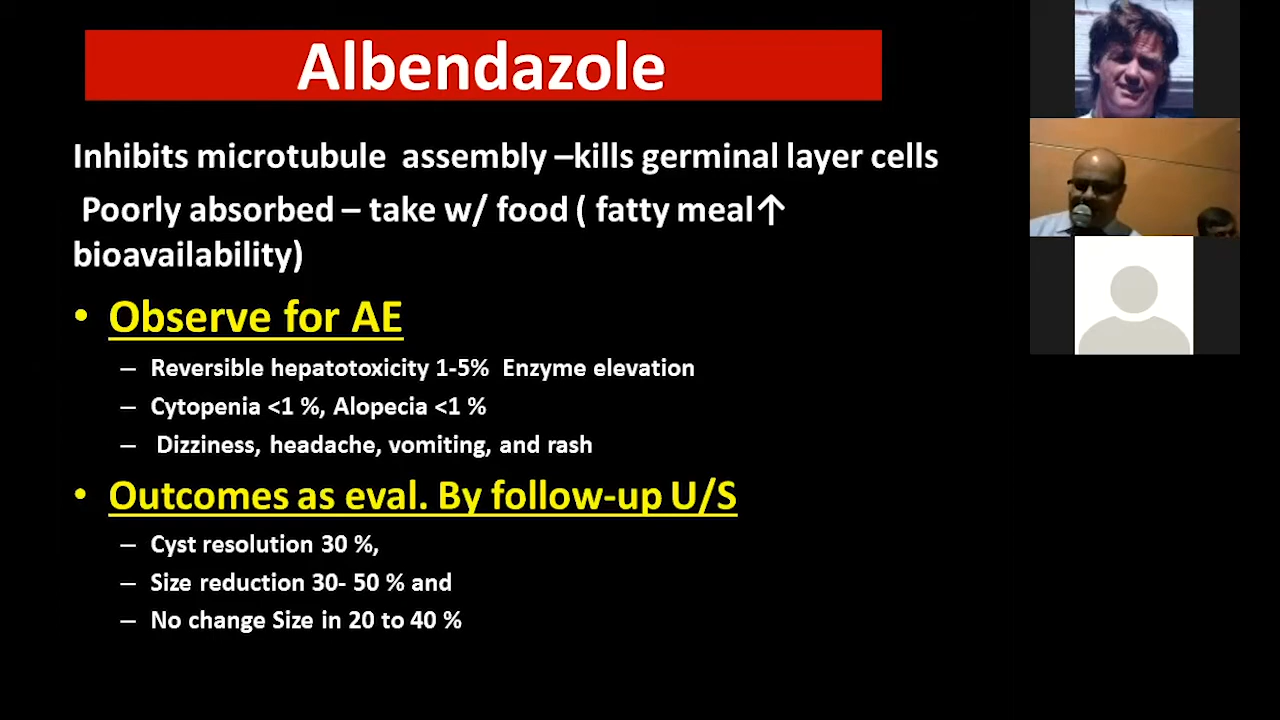 Albendazole
Inhibits microtubule assembly –kills germinal layer cells
Poorly absorbed – take w/ food ( fatty meal↑
bioavailability)
• Observe for AE
– Reversible hepatotoxicity 1-5% Enzyme elevation
– Cytopenia <1 %, Alopecia <1 %
– Dizziness, headache, vomiting, and rash
• Outcomes as eval. By follow-up U/S
– Cyst resolution 30 %,
– Size reduction 30- 50 % and
– No change Size in 20 to 40 %